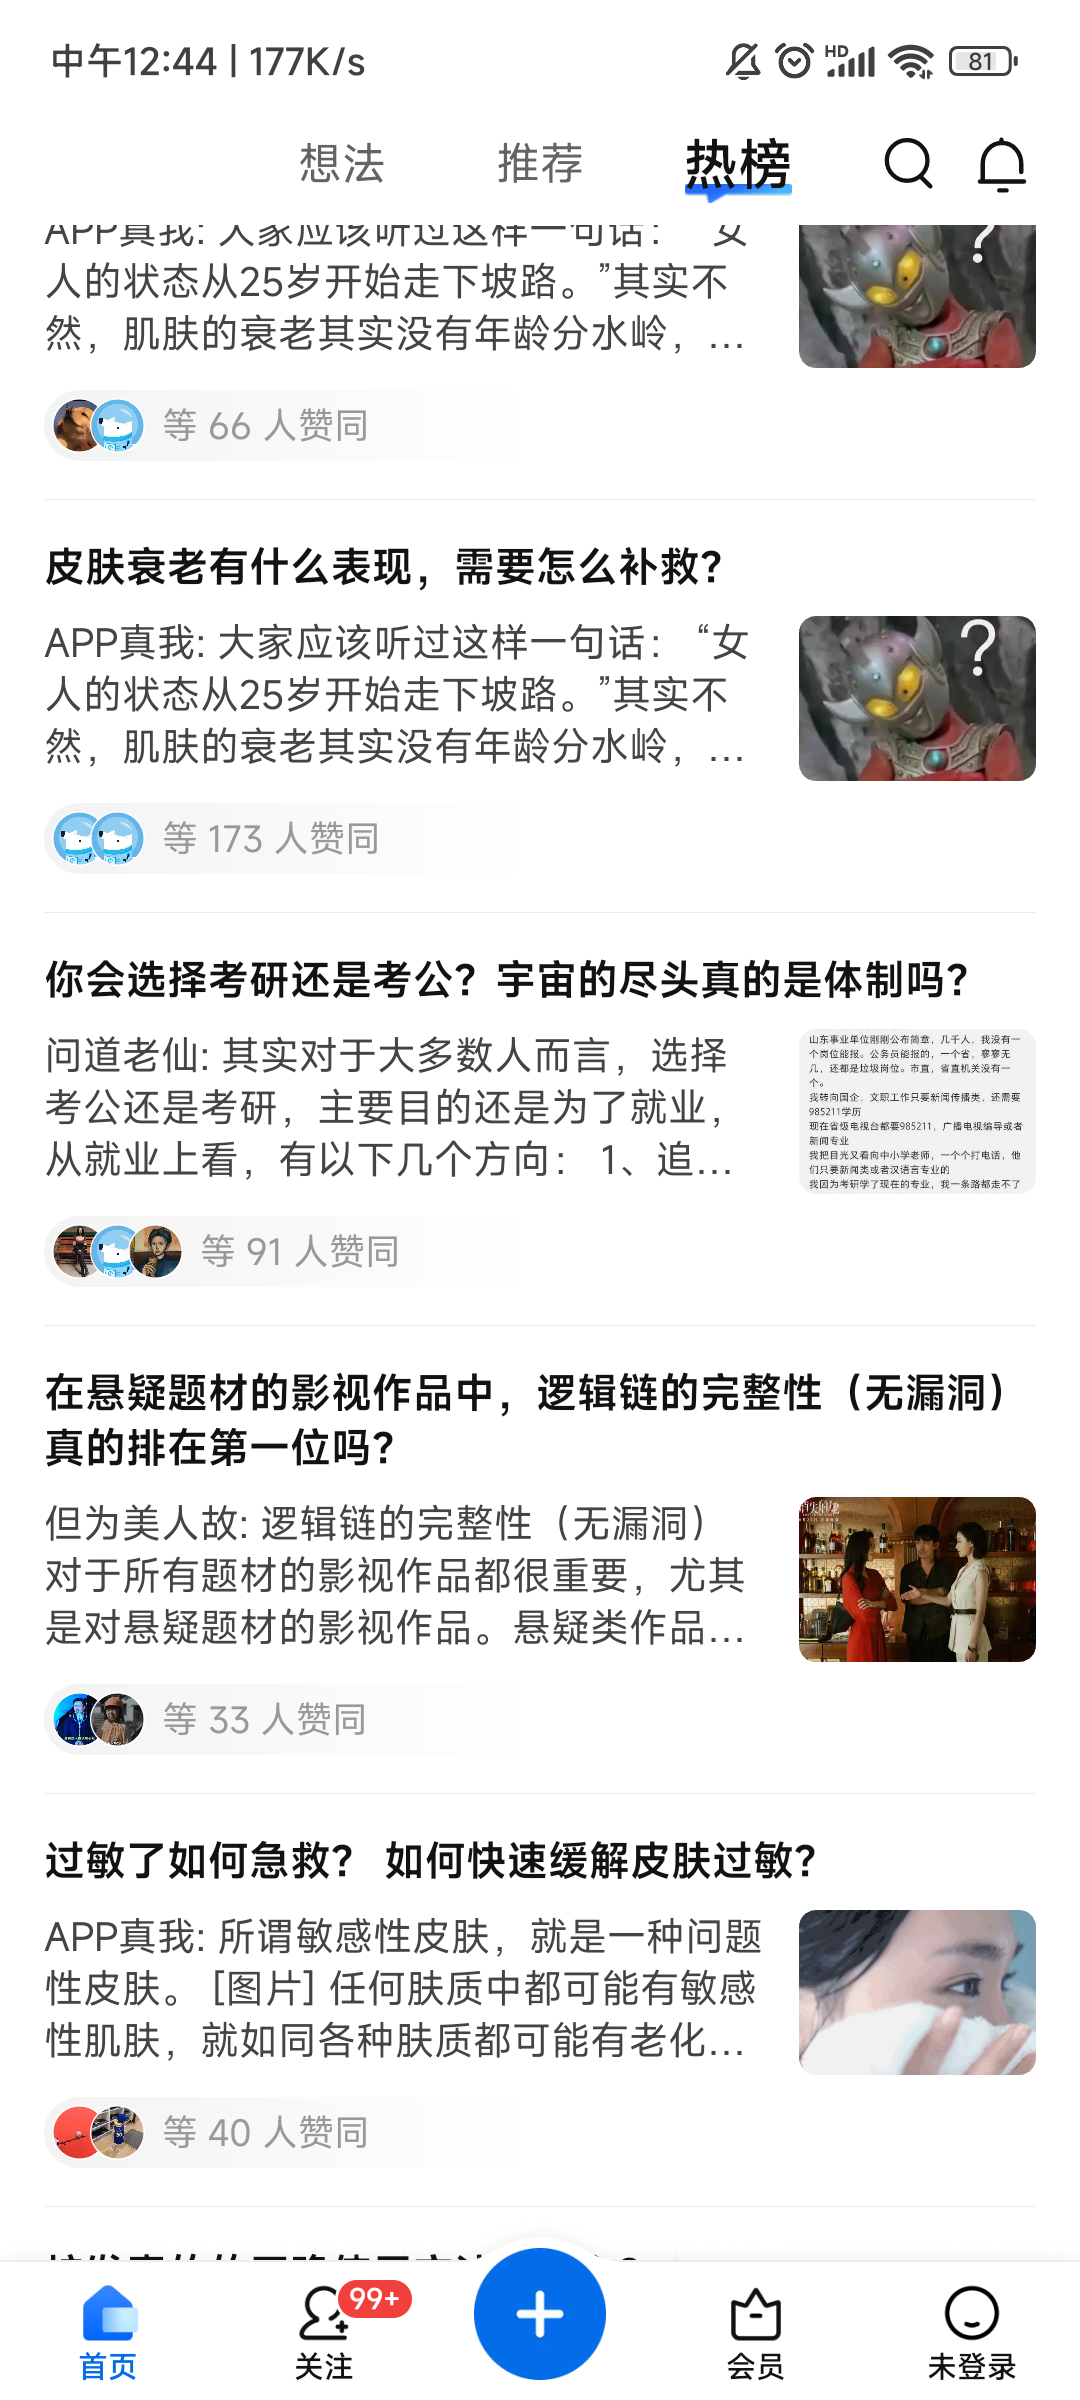 中午12:44 | 177K/s
HD
81
想法
推荐
热榜
APP真我: 大家应该听过这样一句话：“女
人的状态从25岁开始走下坡路。”其实不
然，肌肤的衰老其实没有年龄分水岭，...
?
等 66 人赞同
皮肤衰老有什么表现，需要怎么补救？
APP真我: 大家应该听过这样一句话：“女
人的状态从25岁开始走下坡路。”其实不
然，肌肤的衰老其实没有年龄分水岭，...
?
等 173 人赞同
你会选择考研还是考公？宇宙的尽头真的是体制吗？
问道老仙: 其实对于大多数人而言，选择
考公还是考研，主要目的还是为了就业，
从就业上看，有以下几个方向： 1、追...
山东事业单位刚刚公布简章，几千人，我没有一
个岗位能报。公务员能报的，一个省，寥寥无
几，还都是垃圾岗位。市直，省直机关没有一
个。
我转向国企，文职工作只要新闻传播类，还需要
985211学历
现在省级电视台都要985211，广播电视编导或者
新闻专业
我把目光又看向中小学老师，一个个打电话，他
们只要新闻类或者汉语言专业的
我因为考研学了现在的专业，我一条路都走不了
等 91 人赞同
在悬疑题材的影视作品中，逻辑链的完整性（无漏洞）
真的排在第一位吗？
但为美人故: 逻辑链的完整性（无漏洞）
对于所有题材的影视作品都很重要，尤其
是对悬疑题材的影视作品。悬疑类作品...
等 33 人赞同
过敏了如何急救？ 如何快速缓解皮肤过敏？
APP真我: 所谓敏感性皮肤，就是一种问题
性皮肤。 [图片] 任何肤质中都可能有敏感
性肌肤，就如同各种肤质都可能有老化...
等 40 人赞同
首页
关注
99+
会员
未登录